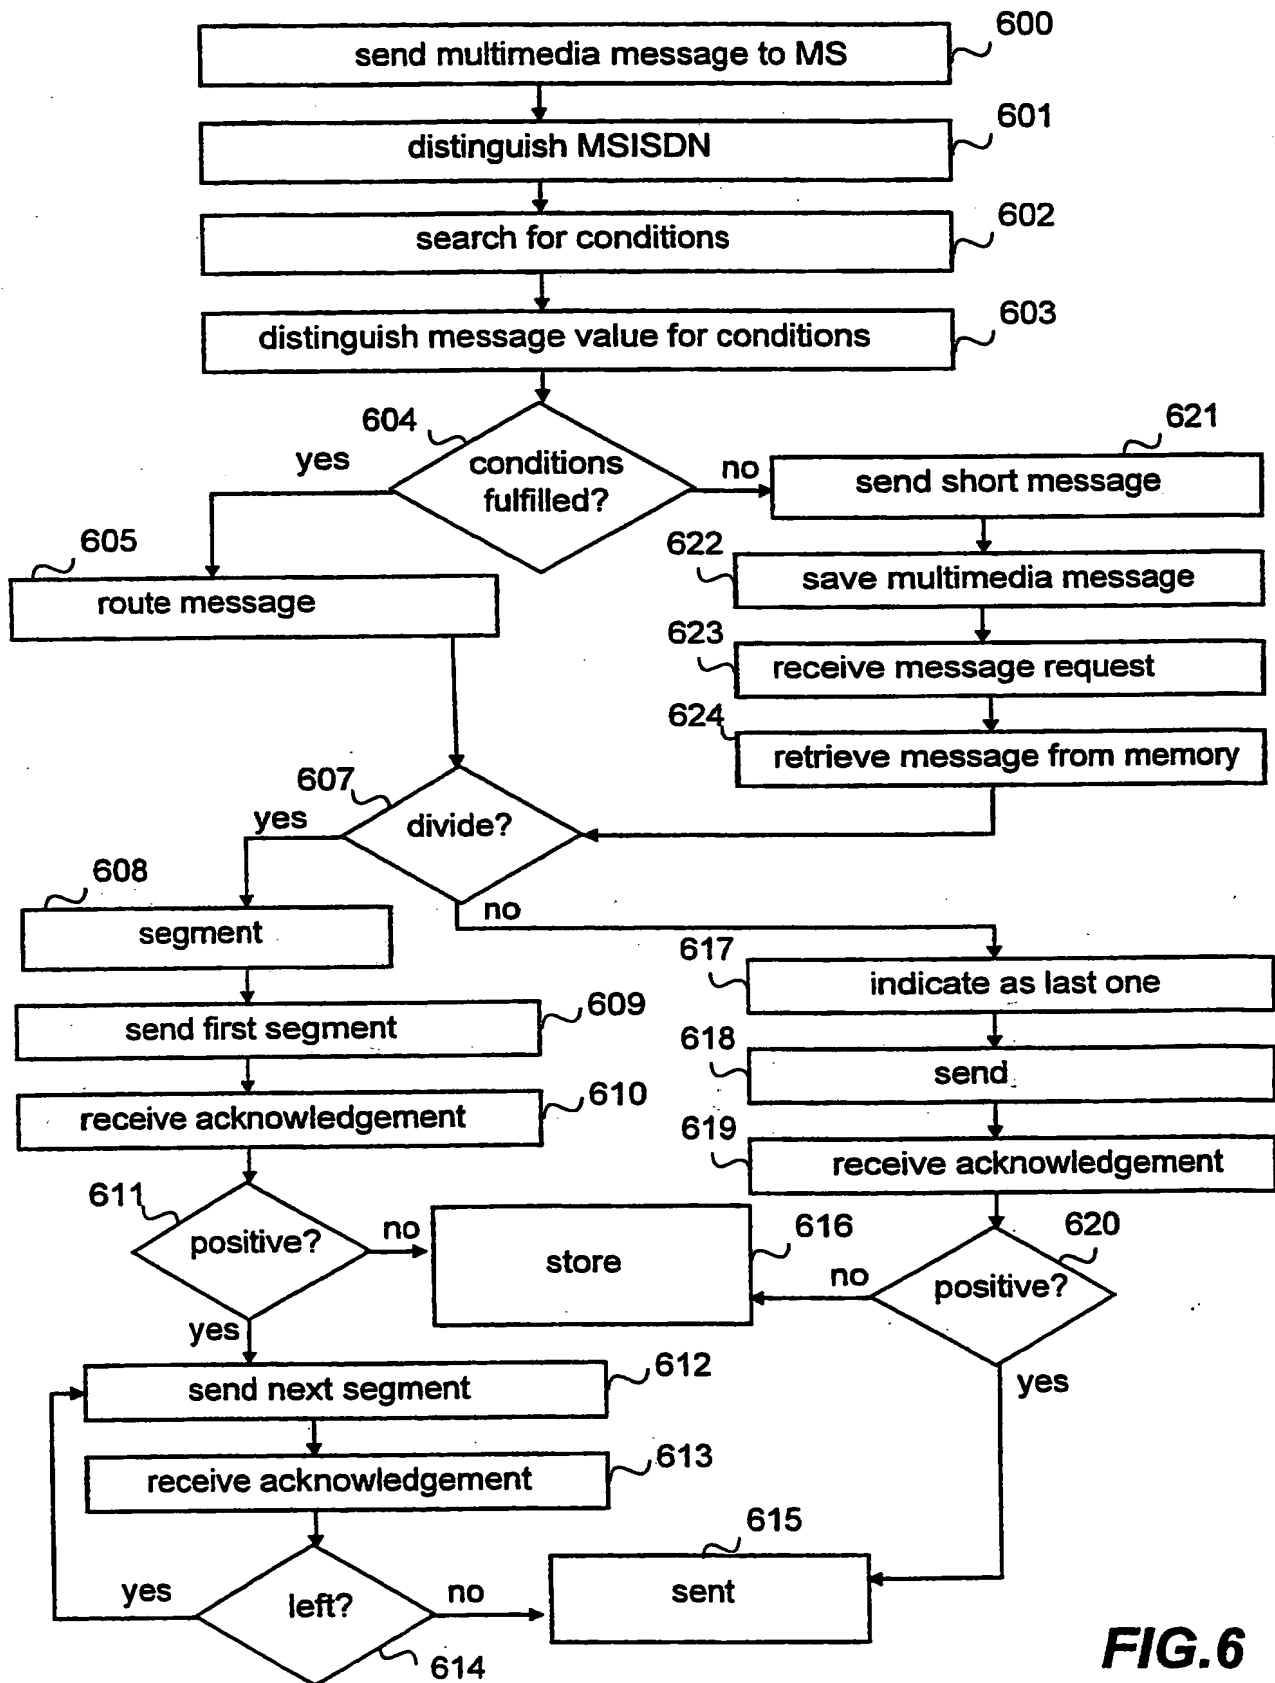 600
send multimedia message to MS
601
distinguish MSISDN
602
search for conditions
603
distinguish message value for conditions
604
yes
conditions
fulfilled?
no
621
send short message
605
route message
622
save multimedia message
623
receive message request
624
retrieve message from memory
607
yes
divide?
no
608
segment
617
indicate as last one
609
send first segment
618
send
610
receive acknowledgement
619
receive acknowledgement
611
positive?
no
616
store
620
no
positive?
yes
yes
612
send next segment
613
receive acknowledgement
615
sent
yes
left?
no
614
FIG.6